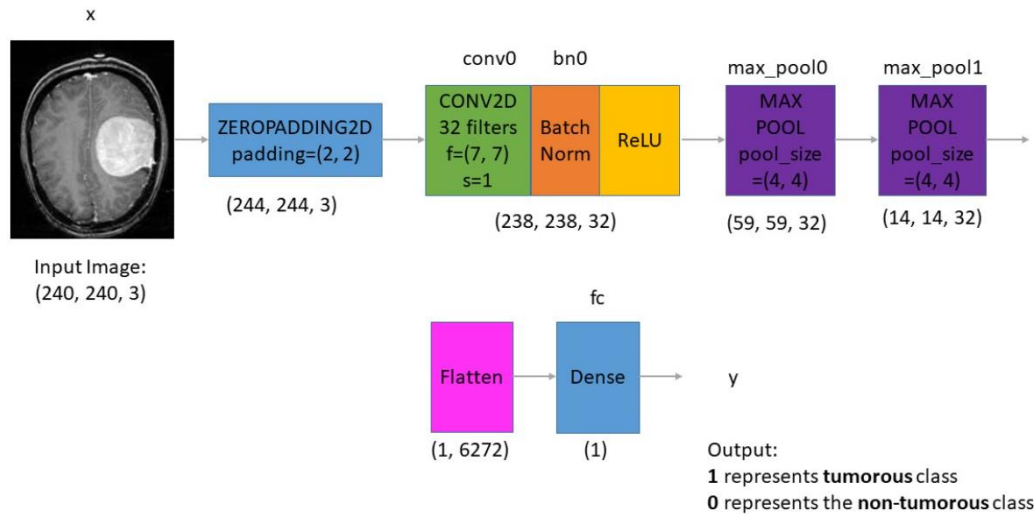 x
Input Image:
(240, 240, 3)
ZEROPADDING2D
padding=(2, 2)
(244, 244, 3)
conv0
bn0
CONV2D
32 filters
f=(7, 7)
s=1
Batch
Norm
ReLU
(238, 238, 32)
max_pool0
MAX
POOL
pool_size
=(4, 4)
(59, 59, 32)
max_pool1
MAX
POOL
pool_size
=(4, 4)
(14, 14, 32)
Flatten
(1, 6272)
fc
Dense
(1)
y
Output:
1 represents tumorous class
0 represents the non-tumorous class